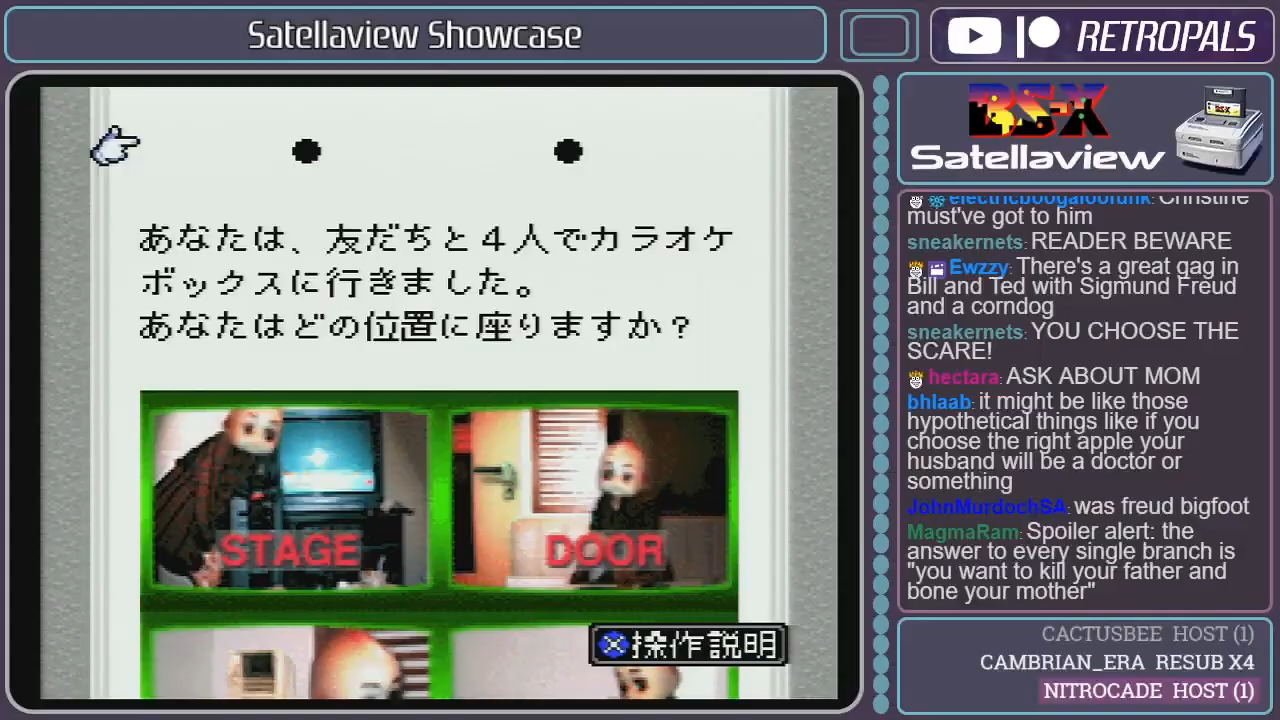 Satellaview Showcase
RETROPALS
BS-X
Satellaview
あなたは、友だちと４人でカラオケ
ボックスに行きました。
あなたはどの位置に座りますか？
STAGE
DOOR
操作説明
electricboogaloofunk: Christine
must've got to him
sneakernets: READER BEWARE
Ewzzy: There's a great gag in
Bill and Ted with Sigmund Freud
and a corndog
sneakernets: YOU CHOOSE THE
SCARE!
hectara: ASK ABOUT MOM
bhlaab: it might be like those
hypothetical things like if you
choose the right apple your
husband will be a doctor or
something
JohnMurdochSA: was freud bigfoot
MagmaRam: Spoiler alert: the
answer to every single branch is
"you want to kill your father and
bone your mother"
CACTUSBEE HOST (1)
CAMBRIAN_ERA RESUB X4
NITROCADE HOST (1)